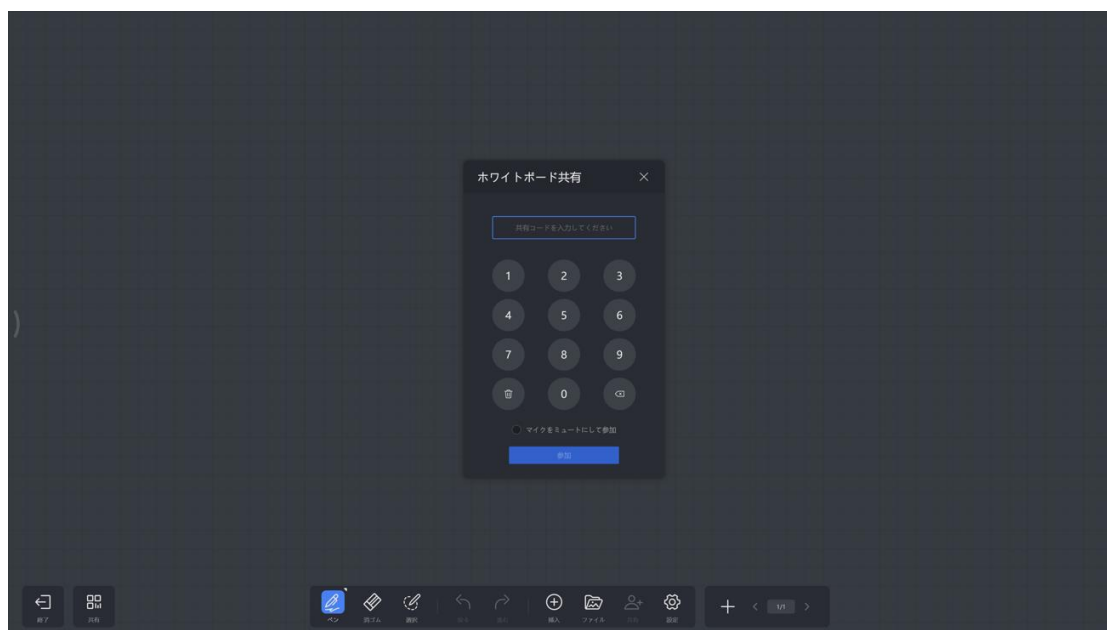 ホワイトボード共有
共有コードを入力してください
1 2 3
4 5 6
7 8 9
0
マイクをミュートにして参加
参加
終了 共有 ペン 消ゴム 選択 挿入 ファイル 共有 設定 1/1